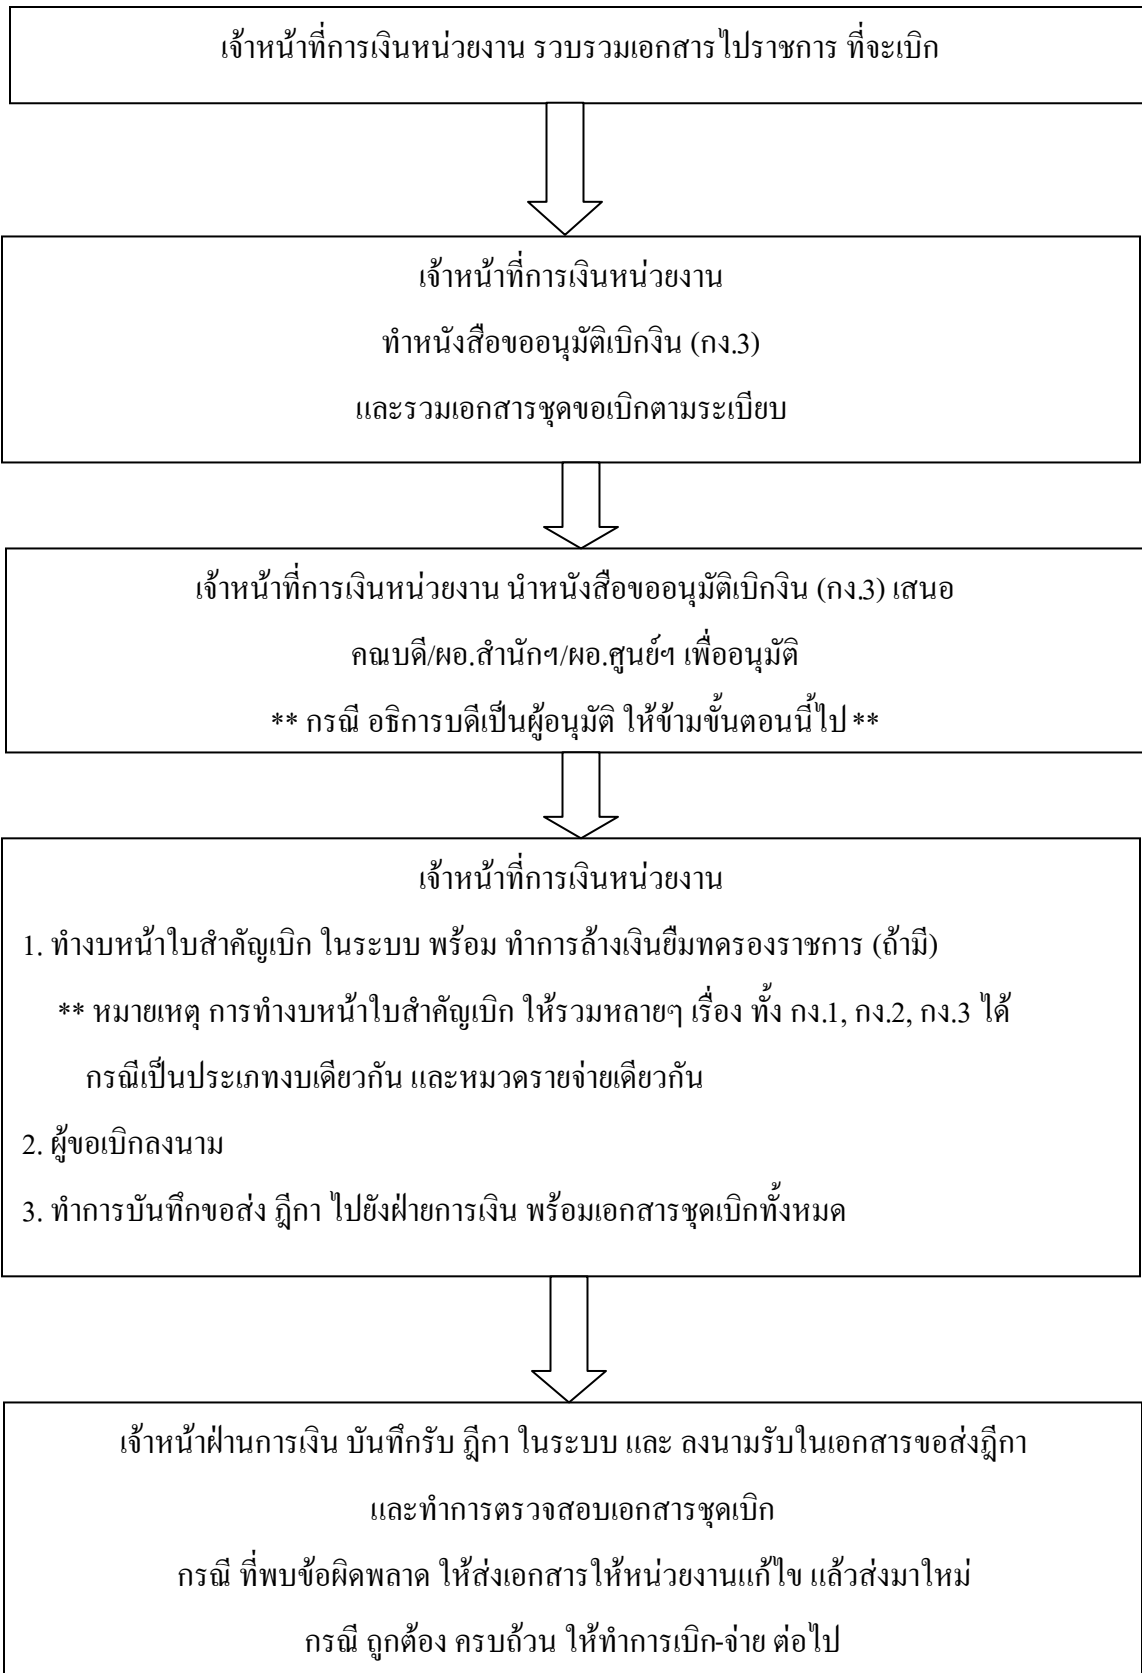 เจ้าหน้าที่การเงินหน่วยงาน รวบรวมเอกสารไปราชการ ที่จะเบิก
เจ้าหน้าที่การเงินหน่วยงาน
ทำหนังสือขออนุมัติเบิกงิน (กง.3)
และรวมเอกสารชุดขอเบิกตามระเบียบ
เจ้าหน้าที่การเงินหน่วยงาน นำหนังสือขออนุมัติเบิกงิน (กง.3) เสนอ
คณบดี/ผอ.สำนักฯ/ผอ.ศูนย์ฯ เพื่ออนุมัติ
** กรณี อธิการบดีเป็นผู้อนุมัติ ให้ข้ามขั้นตอนนี้ไป **
เจ้าหน้าที่การเงินหน่วยงาน
1. ทำงบหน้าใบสำคัญเบิก ในระบบ พร้อม ทำการล้างเงินยืมทดรองราชการ (ถ้ามี)
** หมายเหตุ การทำงบหน้าใบสำคัญเบิก ให้รวมหลายๆ เรื่อง ทั้ง กง.1, กง.2, กง.3 ได้
กรณีเป็นประเภทงบเดียวกัน และหมวดรายจ่ายเดียวกัน
2. ผู้ขอเบิกลงนาม
3. ทำการบันทึกขอส่ง ฎีกา ไปยังฝ่ายการเงิน พร้อมเอกสารชุดเบิกทั้งหมด
เจ้าหน้าฝ่านการเงิน บันทึกรับ ฎีกา ในระบบ และ ลงนามรับในเอกสารขอส่งฎีกา
และทำการตรวจสอบเอกสารชุดเบิก
กรณี ที่พบข้อผิดพลาด ให้ส่งเอกสารให้หน่วยงานแก้ไข แล้วส่งมาใหม่
กรณี ถูกต้อง ครบถ้วน ให้ทำการเบิก-จ่าย ต่อไป